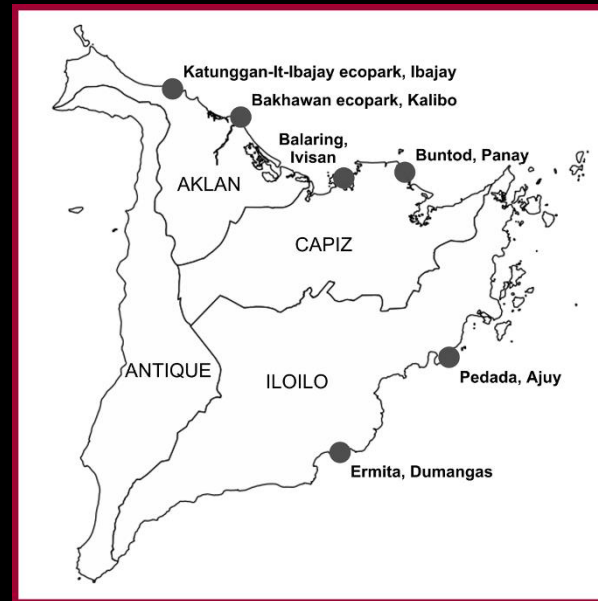 Katunggan-It-Ibajay ecopark, Ibajay
Bakhawan ecopark, Kalibo
Balaring,
Ivisan
Buntod, Panay
AKLAN
CAPIZ
Pedada, Ajuy
ANTIQUE
ILOILO
Ermita, Dumangas